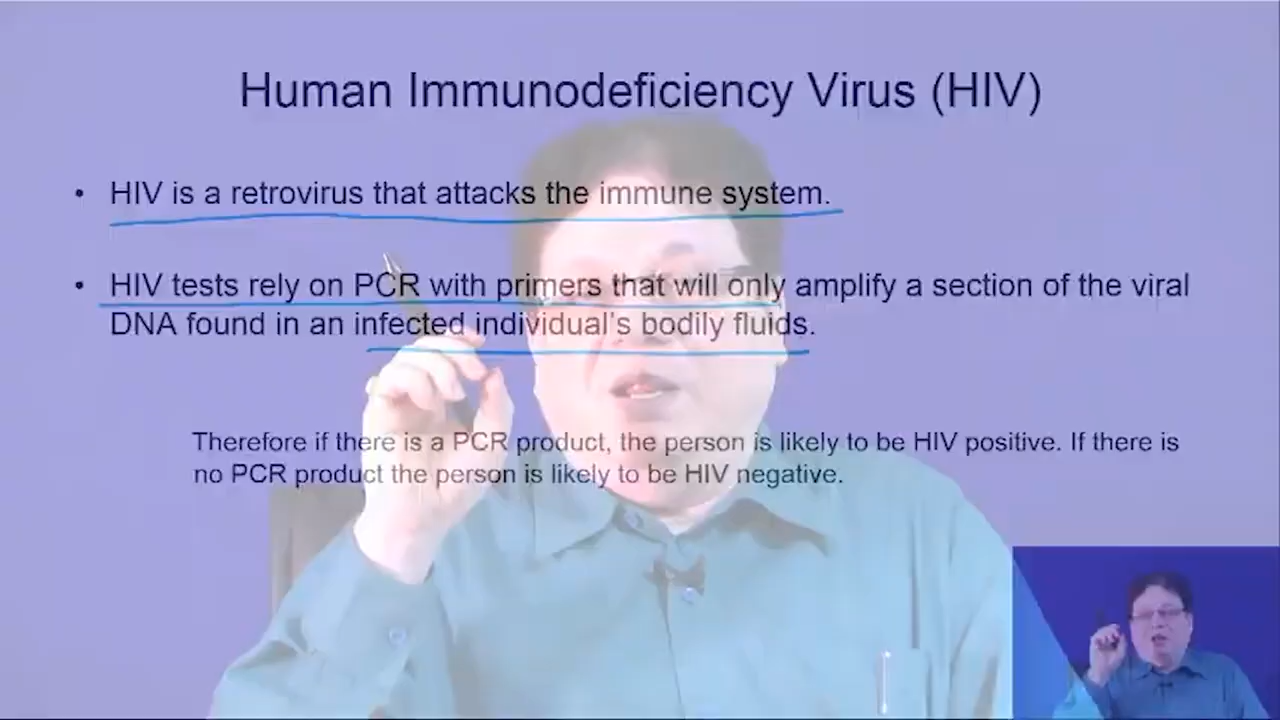 Human Immunodeficiency Virus (HIV)
• HIV is a retrovirus that attacks the immune system.
• HIV tests rely on PCR with primers that will only amplify a section of the viral
DNA found in an infected individual's bodily fluids.
Therefore if there is a PCR product, the person is likely to be HIV positive. If there is
no PCR product the person is likely to be HIV negative.